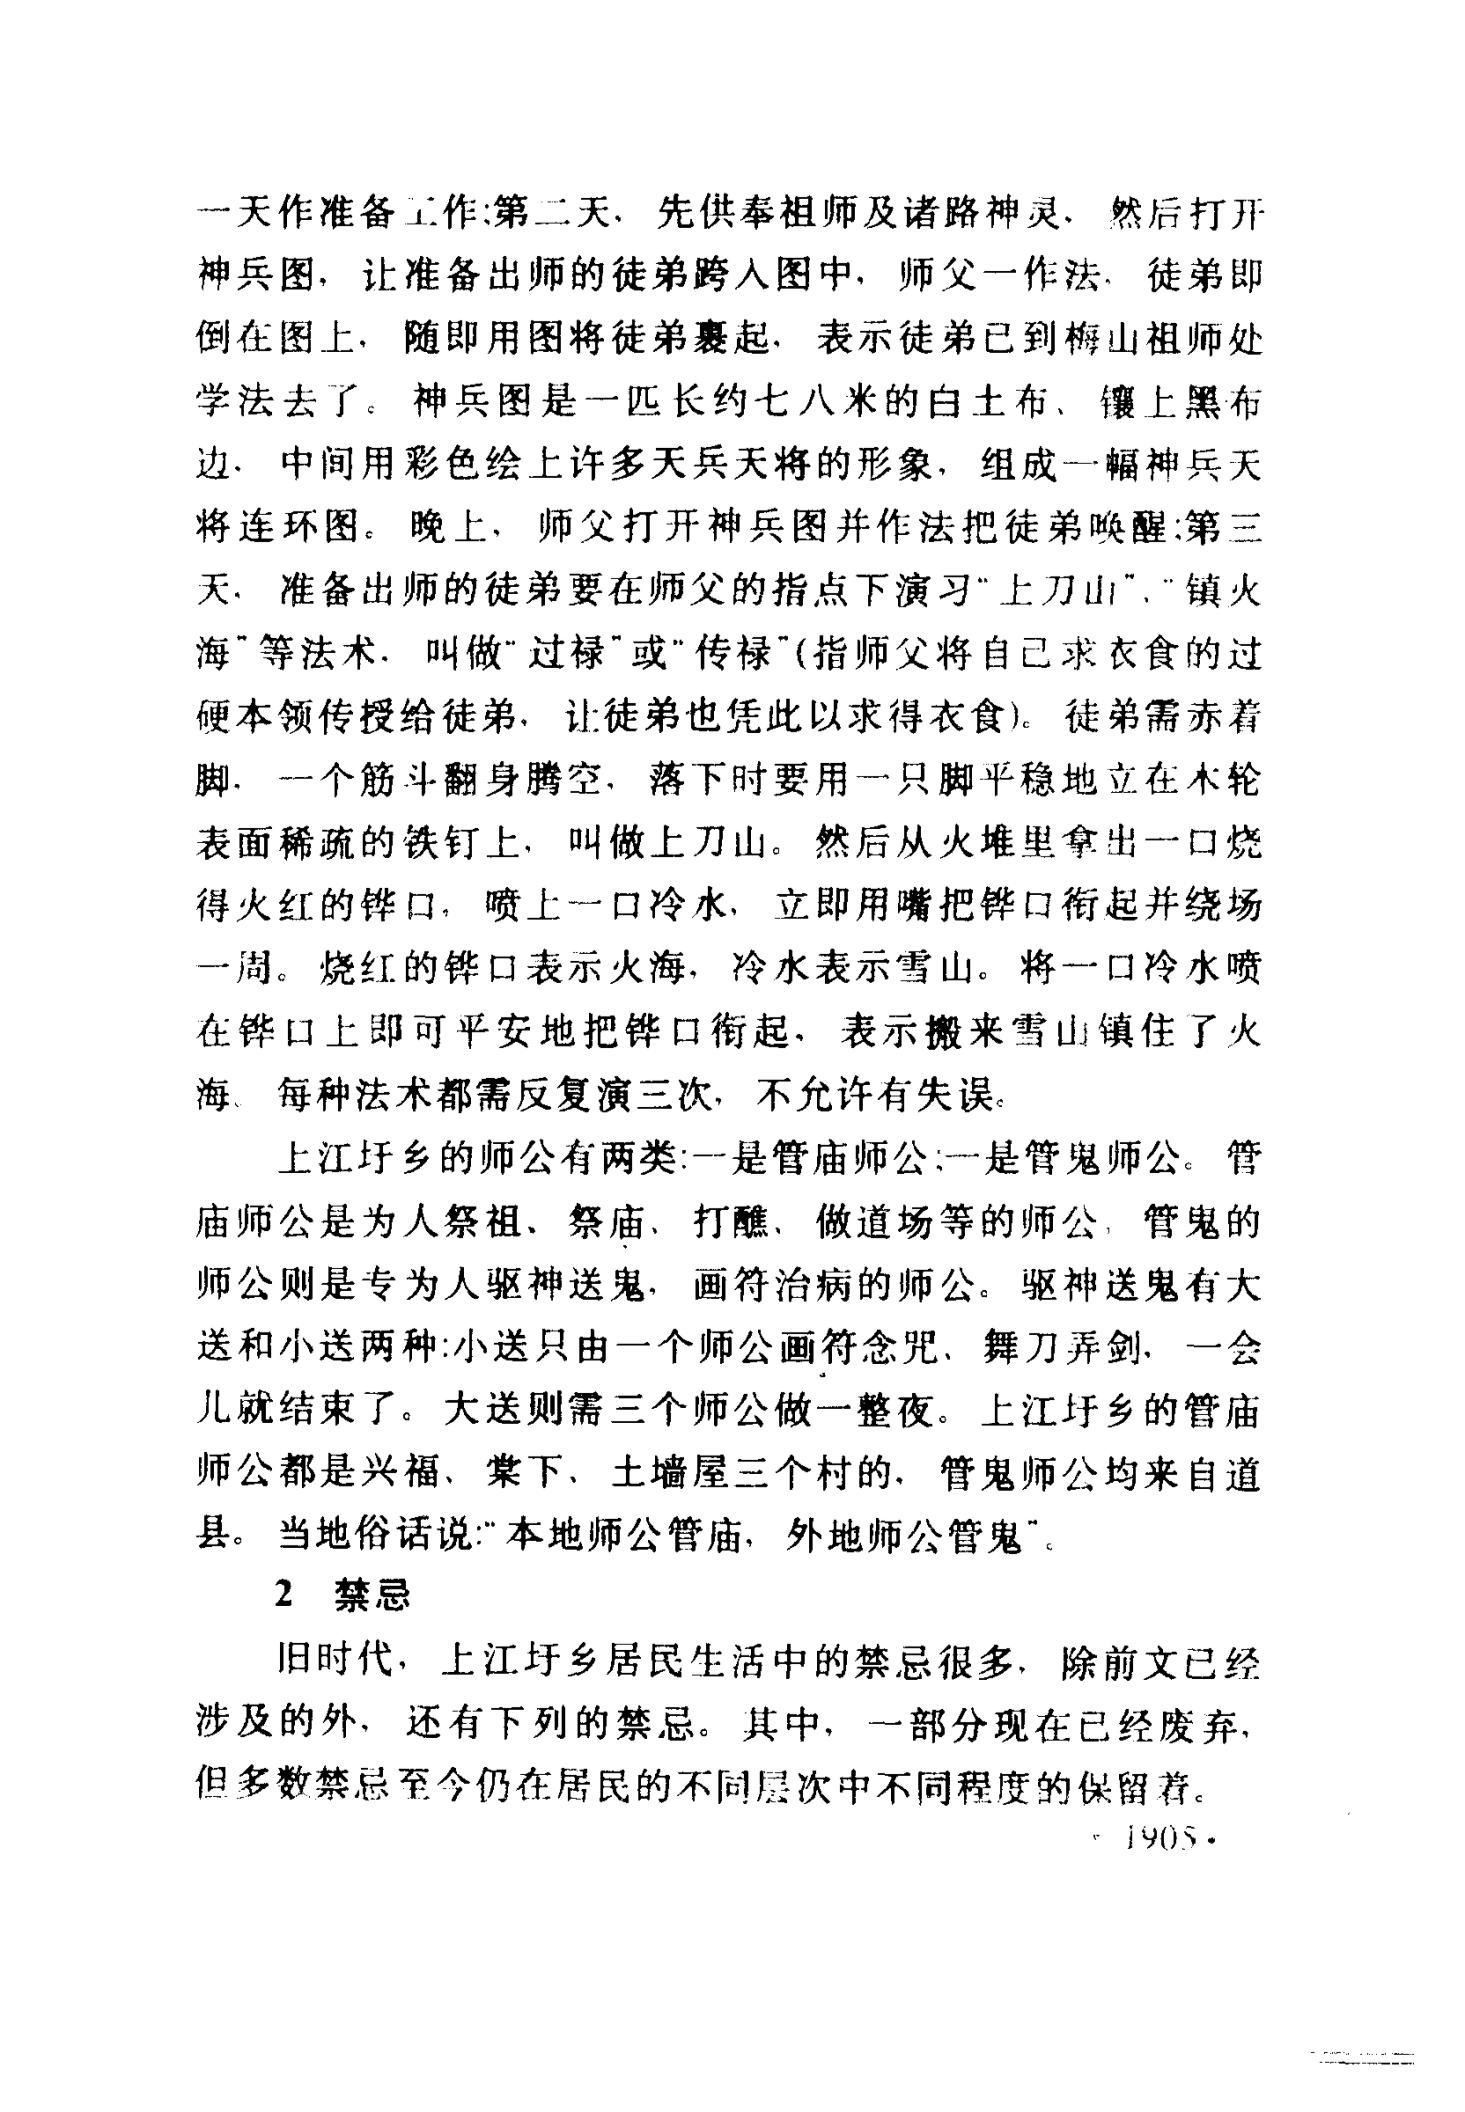 一天作准备工作;第二天，先供奉祖师及诸路神灵，然后打开
神兵图，让准备出师的徒弟跨入图中，师父一作法，徒弟即
倒在图上，随即用图将徒弟裹起，表示徒弟已到梅山祖师处
学法去了。神兵图是一匹长约七八米的白土布、镶上黑布
边，中间用彩色绘上许多天兵天将的形象，组成一幅神兵天
将连环图。晚上，师父打开神兵图并作法把徒弟唤醒;第三
天，准备出师的徒弟要在师父的指点下演习“上刀山”、“镇火
海”等法术，叫做“过禄”或“传禄”(指师父将自己求衣食的过
硬本领传授给徒弟，让徒弟也凭此以求得衣食)。徒弟需赤着
脚，一个筋斗翻身腾空，落下时要用一只脚平稳地立在木轮
表面稀疏的铁钉上，叫做上刀山。然后从火堆里拿出一口烧
得火红的铧口，喷上一口冷水，立即用嘴把铧口衔起并绕场
一周。烧红的铧口表示火海，冷水表示雪山。将一口冷水喷
在铧口上即可平安地把铧口衔起，表示搬来雪山镇住了火
海、每种法术都需反复演三次，不允许有失误。
上江圩乡的师公有两类:一是管庙师公;一是管鬼师公。管
庙师公是为人祭祖、祭庙、打醮、做道场等的师公，管鬼的
师公则是专为人驱神送鬼，画符治病的师公。驱神送鬼有大
送和小送两种:小送只由一个师公画符念咒、舞刀弄剑，一会
儿就结束了。大送则需三个师公做一整夜。上江圩乡的管庙
师公都是兴福、棠下、土墙屋三个村的，管鬼师公均来自道
县。当地俗话说:“本地师公管庙，外地师公管鬼”。
2 禁忌
旧时代，上江圩乡居民生活中的禁忌很多，除前文已经
涉及的外，还有下列的禁忌。其中，一部分现在已经废弃，
但多数禁忌至今仍在居民的不同层次中不同程度的保留着。
· 1905 ·